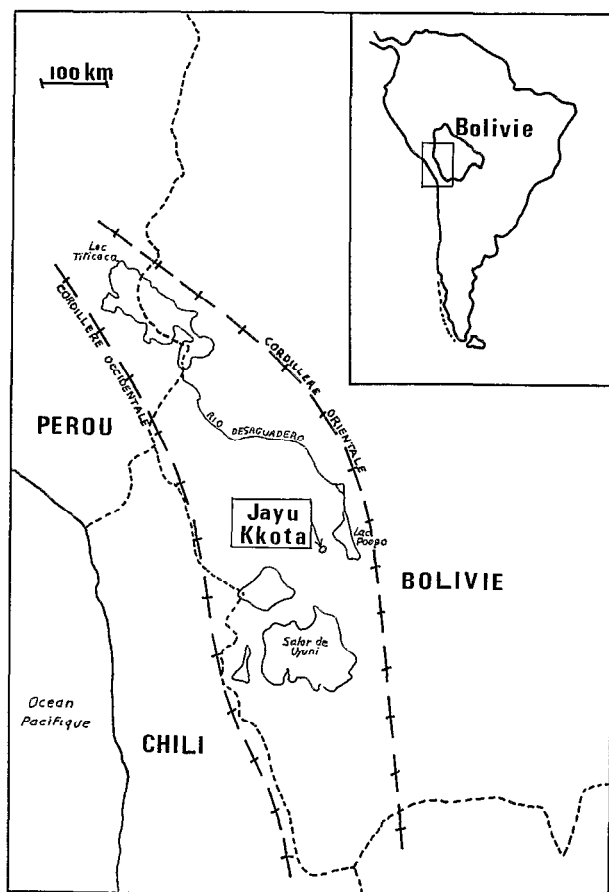 100 km
Bolivie
Lac
Titicaca
CORDILLERE
OCCIDENTALE
CORDILLERE
ORIENTALE
PEROU
RIO
DESAGUADERO
Jayu
Kkota
Lac
Poopo
BOLIVIE
Salar de
Uyuni
Ocean
Pacifique
CHILI